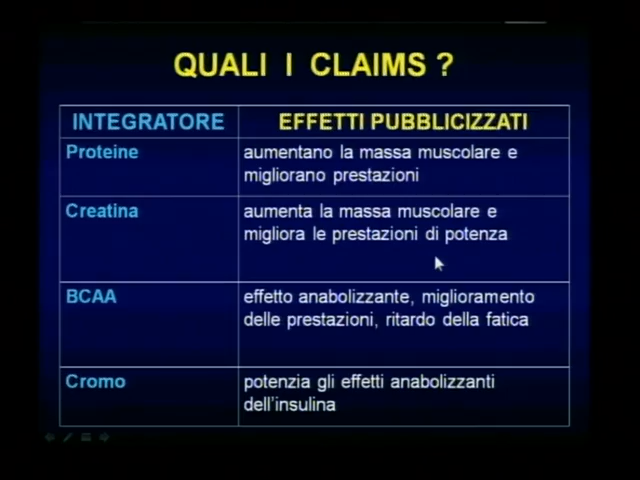 QUALI I CLAIMS ?
INTEGRATORE
EFFETTI PUBBLICIZZATI
Proteine
aumentano la massa muscolare e
migliorano prestazioni
Creatina
aumenta la massa muscolare e
migliora le prestazioni di potenza
BCAA
effetto anabolizzante, miglioramento
delle prestazioni, ritardo della fatica
Cromo
potenzia gli effetti anabolizzanti
dell'insulina